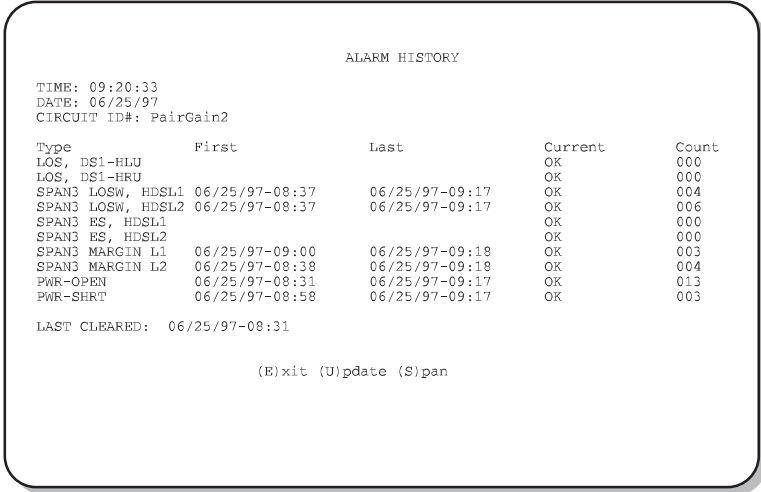 ALARM HISTORY
TIME: 09:20:33
DATE: 06/25/97
CIRCUIT ID#: PairGain2
Type First Last Current Count
LOS, DS1-HLU OK 000
LOS, DS1-HRU OK 000
SPAN3 LOSW, HDSL1 06/25/97-08:37 06/25/97-09:17 OK 004
SPAN3 LOSW, HDSL2 06/25/97-08:37 06/25/97-09:17 OK 006
SPAN3 ES, HDSL1 OK 000
SPAN3 ES, HDSL2 OK 000
SPAN3 MARGIN L1 06/25/97-09:00 06/25/97-09:18 OK 003
SPAN3 MARGIN L2 06/25/97-08:38 06/25/97-09:18 OK 004
PWR-OPEN 06/25/97-08:31 06/25/97-09:17 OK 013
PWR-SHRT 06/25/97-08:58 06/25/97-09:17 OK 003
LAST CLEARED: 06/25/97-08:31
(E)xit (U)pdate (S)pan